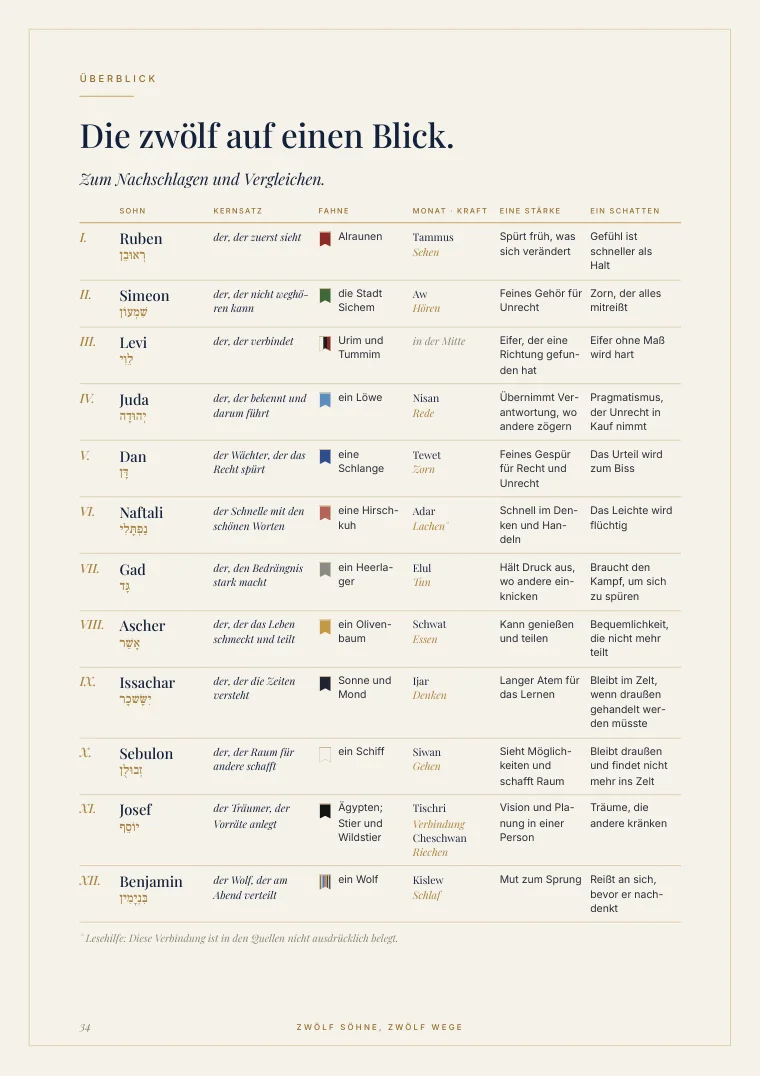 ÜBERBLICK
Die zwölf auf einen Blick.
Zum Nachschlagen und Vergleichen.
SOHN KERNSATZ FAHNE MONAT · KRAFT EINE STÄRKE EIN SCHATTEN
I. Ruben der, der zuerst sieht Alraunen Tammus Spürt früh, was Gefühl ist
רְאוּבֵן Sehen sich verändert schneller als
Halt
II. Simeon der, der nicht weghö- die Stadt Aw Feines Gehör für Zorn, der alles
שִׁמְעוֹן ren kann Sichem Hören Unrecht mitreißt
III. Levi der, der verbindet Urim und in der Mitte Eifer, der eine Eifer ohne Maß
לֵוִי Tummim Richtung gefun- wird hart
den hat
IV. Juda der, der bekennt und ein Löwe Nisan Übernimmt Ver- Pragmatismus,
יְהוּדָה darum führt Rede antwortung, wo der Unrecht in
andere zögern Kauf nimmt
V. Dan der Wächter, der das eine Tewet Feines Gespür Das Urteil wird
דָּן Recht spürt Schlange Zorn für Recht und zum Biss
Unrecht
VI. Naftali der Schnelle mit den eine Hirsch- Adar Schnell im Den- Das Leichte wird
נַפְתָּלִי schönen Worten kuh Lachen* ken und Han- flüchtig
deln
VII. Gad der, den Bedrängnis ein Heerla- Elul Hält Druck aus, Braucht den
גָּד stark macht ger Tun wo andere ein- Kampf, um sich
knicken zu spüren
VIII. Ascher der, der das Leben ein Oliven- Schwat Kann genießen Bequemlichkeit,
אָשֵׁר schmeckt und teilt baum Essen und teilen die nicht mehr
teilt
IX. Issachar der, der die Zeiten Sonne und Ijar Langer Atem für Bleibt im Zelt,
יִשָּׂשכָר versteht Mond Denken das Lernen wenn draußen
gehandelt wer-
den müsste
X. Sebulon der, der Raum für ein Schiff Siwan Sieht Möglich- Bleibt draußen
זְבוּלֻן andere schafft Gehen keiten und und findet nicht
schafft Raum mehr ins Zelt
XI. Josef der Träumer, der Ägypten; Tischri Vision und Pla- Träume, die
יוֹסֵף Vorräte anlegt Stier und Verbindung nung in einer andere kränken
Wildstier Cheschwan Person
Riechen
XII. Benjamin der Wolf, der am ein Wolf Kislew Mut zum Sprung Reißt an sich,
בִּנְיָמִין Abend verteilt Schlaf bevor er nach-
denkt
* Lesehilfe: Diese Verbindung ist in den Quellen nicht ausdrücklich belegt.
34 ZWÖLF SÖHNE, ZWÖLF WEGE